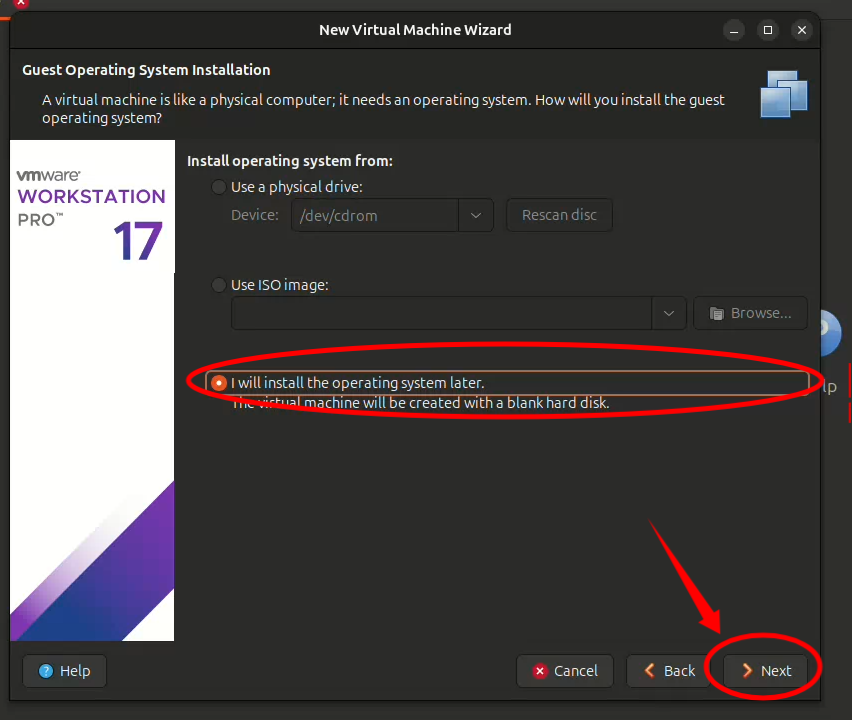 New Virtual Machine Wizard
Guest Operating System Installation
A virtual machine is like a physical computer; it needs an operating system. How will you install the guest
operating system?
vmware®
WORKSTATION
PRO™
17
Install operating system from:
Use a physical drive:
Device: /dev/cdrom Rescan disc
Use ISO image:
Browse...
I will install the operating system later.
The virtual machine will be created with a blank hard disk.
lp
Help Cancel Back Next